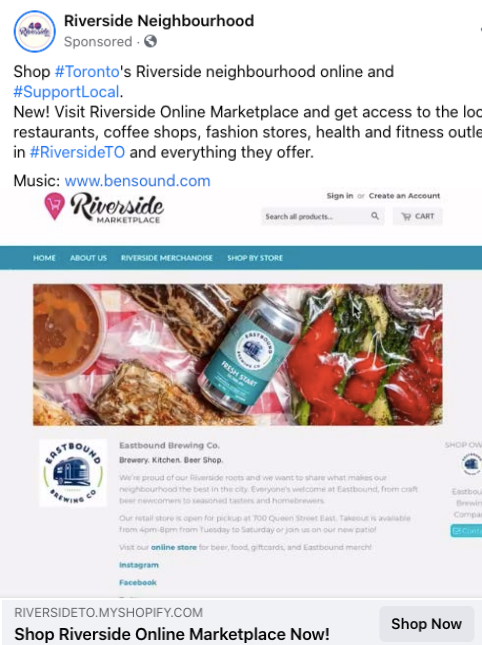 Riverside Neighbourhood
Sponsored ·
Shop #Toronto's Riverside neighbourhood online and
#SupportLocal.
New! Visit Riverside Online Marketplace and get access to the loc
restaurants, coffee shops, fashion stores, health and fitness outle
in #RiversideTO and everything they offer.
Music: www.bensound.com
Riverside
MARKETPLACE
Sign in or Create an Account
Search all products...
CART
HOME ABOUT US RIVERSIDE MERCHANDISE SHOP BY STORE
EASTBOUND
BREWING CO
FRESH START
EASTBOUND
BREWING CO
Eastbound Brewing Co.
Brewery. Kitchen. Beer Shop.
We're proud of our Riverside roots and we want to share what makes our
neighbourhood the best in the city. Everyone's welcome at Eastbound, from craft
beer newcomers to seasoned tasters and homebrewers.
Our retail store is open for pickup at 700 Queen Street East. Takeout is available
from 4pm-8pm from Tuesday to Saturday or join us on our new patio!
Visit our online store for beer, food, giftcards, and Eastbound merch!
Instagram
Facebook
SHOP OW
Eastbou
Brewin
Compa
RIVERSIDETO.MYSHOPIFY.COM
Shop Riverside Online Marketplace Now!
Shop Now